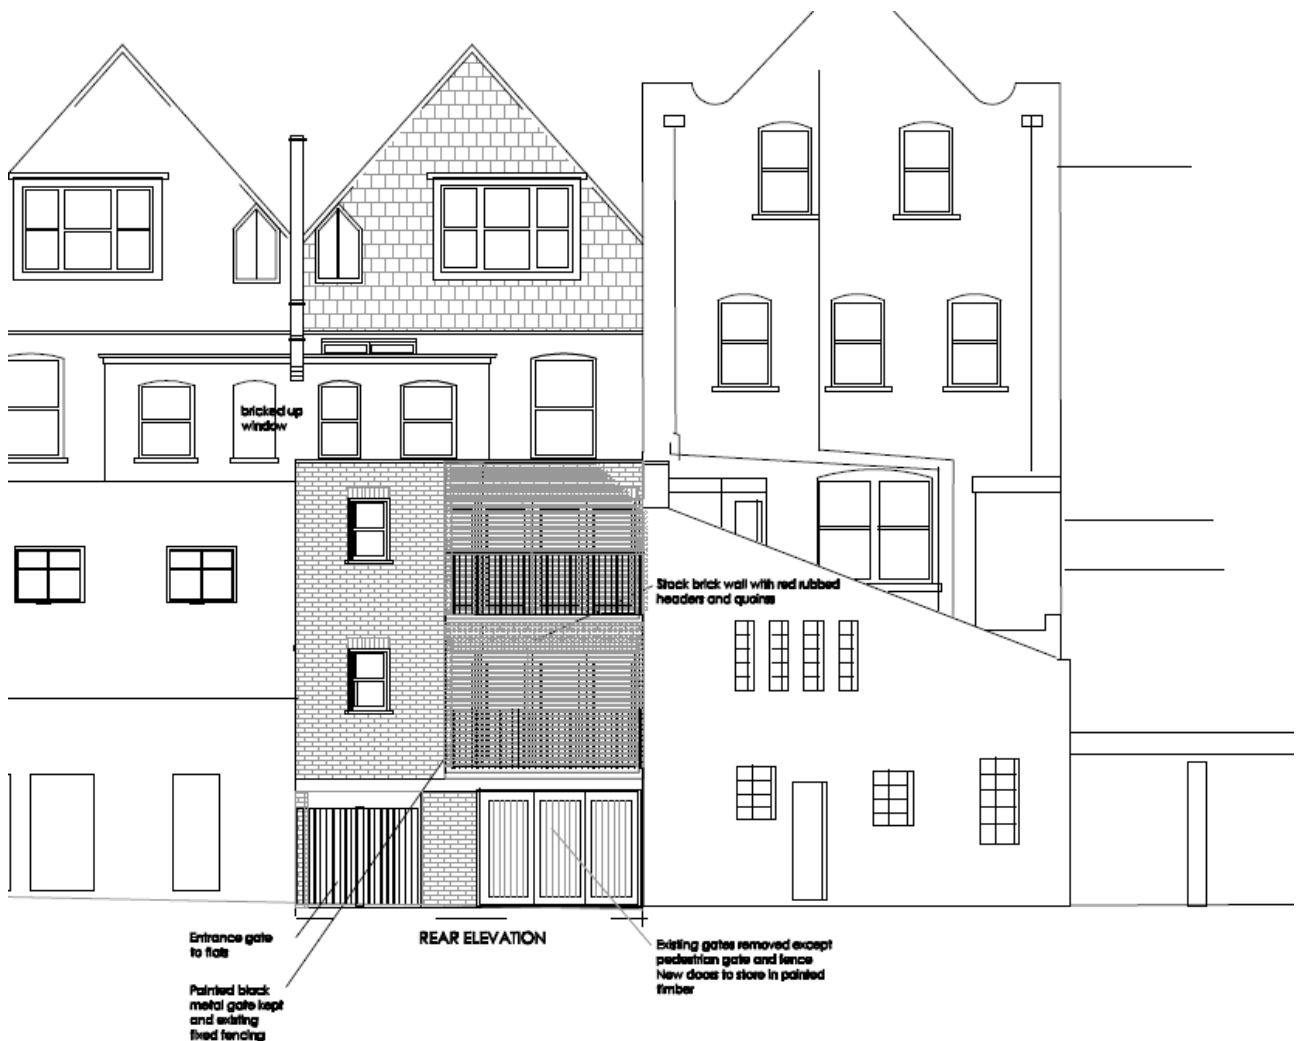 bricked up
window
Stock brick wall with red rubbed
headers and quoines
REAR ELEVATION
Entrance gate
to flats
Painted black
metal gate kept
and existing
fixed fencing
Existing gates removed except
pedestrian gate and fence
New doors to store in painted
timber